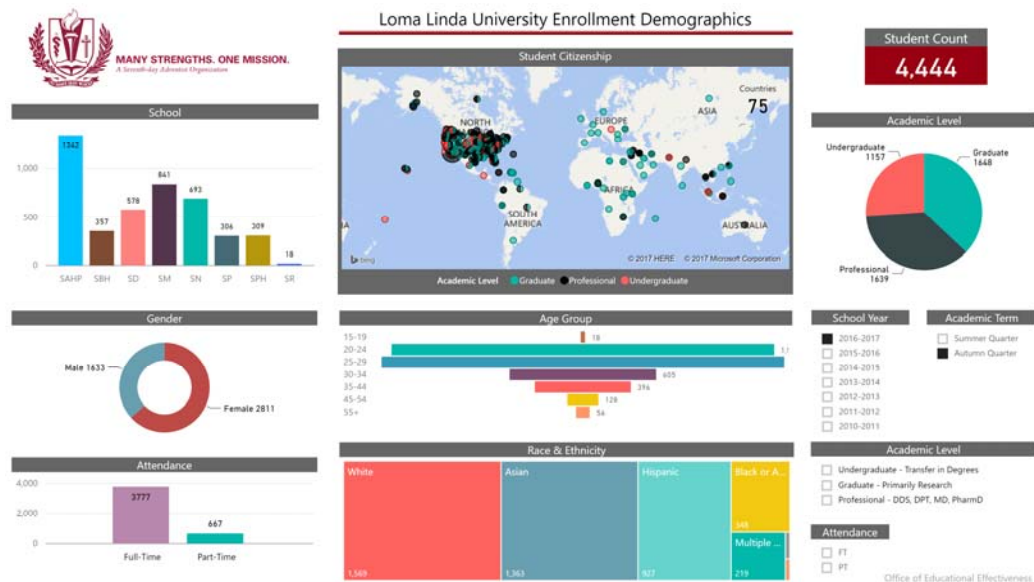 Loma Linda University Enrollment Demographics
MANY STRENGTHS. ONE MISSION.
A Seventh-day Adventist Organization
Student Count
4,444
School
1,000
500
0
1342
357
578
841
693
306
309
18
SAHP SBH SD SM SN SP SPH SR
Student Citizenship
Countries
75
NORTH
EUROPE
ASIA
AFRICA
SOUTH
AMERICA
AUSTRALIA
bing
© 2017 HERE © 2017 Microsoft Corporation
Academic Level Graduate Professional Undergraduate
Academic Level
Undergraduate
1157
Graduate
1648
Professional
1639
Gender
Male 1633
Female 2811
Age Group
15-19
18
20-24
25-29
30-34
605
35-44
396
45-54
128
55+
56
School Year
2016-2017
2015-2016
2014-2015
2013-2014
2012-2013
2011-2012
2010-2011
Academic Term
Summer Quarter
Autumn Quarter
Attendance
4,000
2,000
0
3777
667
Full-Time Part-Time
Race & Ethnicity
White
1,569
Asian
1,363
Hispanic
927
Black or A...
348
Multiple ...
219
Academic Level
Undergraduate - Transfer in Degrees
Graduate - Primarily Research
Professional - DDS, DPT, MD, PharmD
Attendance
FT
PT
Office of Educational Effectiveness